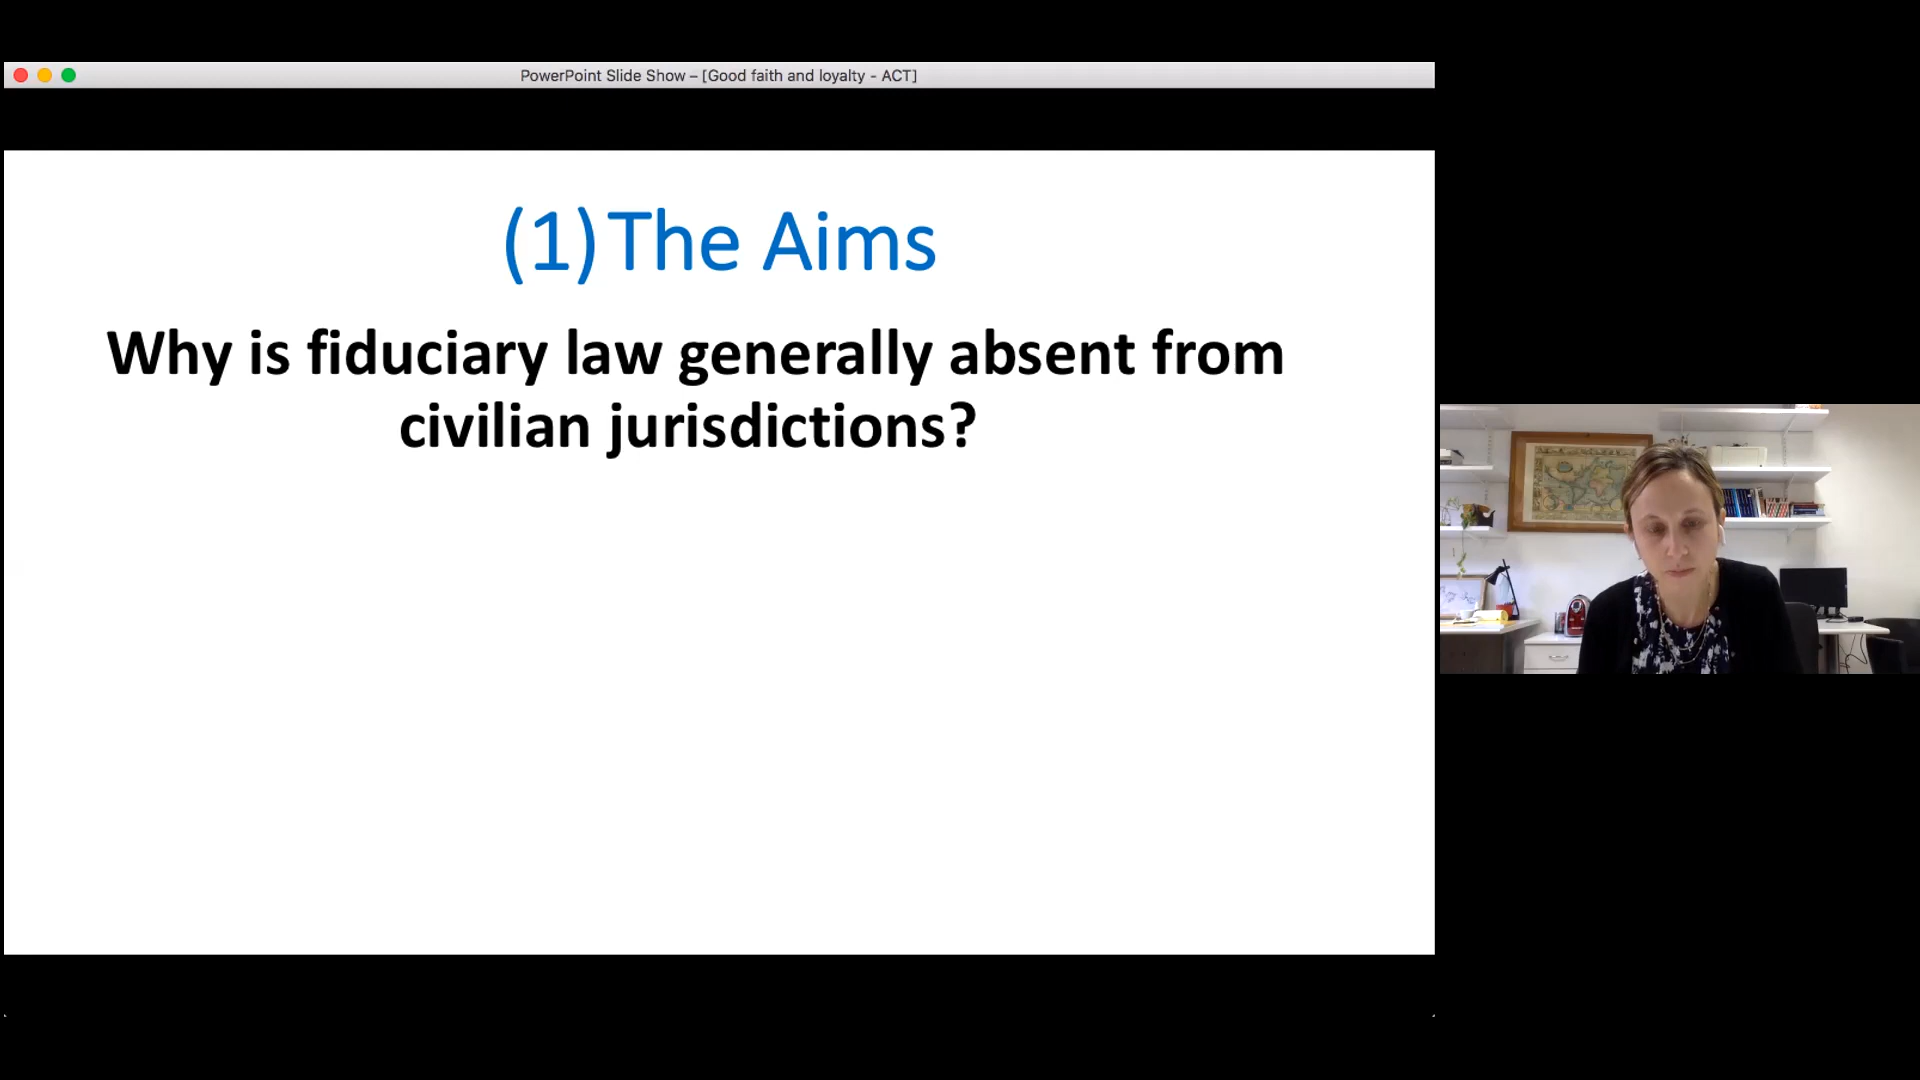 PowerPoint Slide Show – [Good faith and loyalty - ACT]
(1) The Aims
Why is fiduciary law generally absent from
civilian jurisdictions?